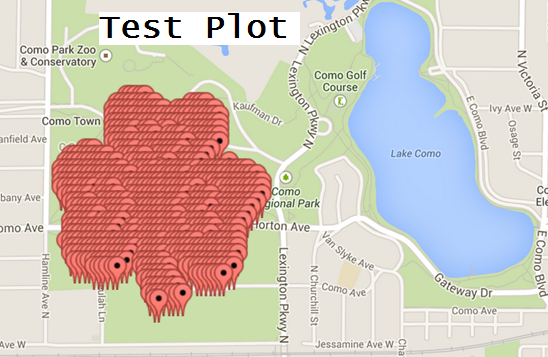 Test Plot
Como Park Zoo
& Conservatory
Lexington Pkwy N
N Lexington Pkwy N
Como Golf
Course
N Victoria St
Kaufman Dr
Como Town
E Como Blvd
Ivy Ave W
Osage St
Lake Como
Como
Horton Ave
Van Slyke Ave
Hamline Ave N
Lexington Pkwy N
N Churchill St
Como Ave
Gateway Dr
E Como Blvd
Como Ave
Jessamine Ave W